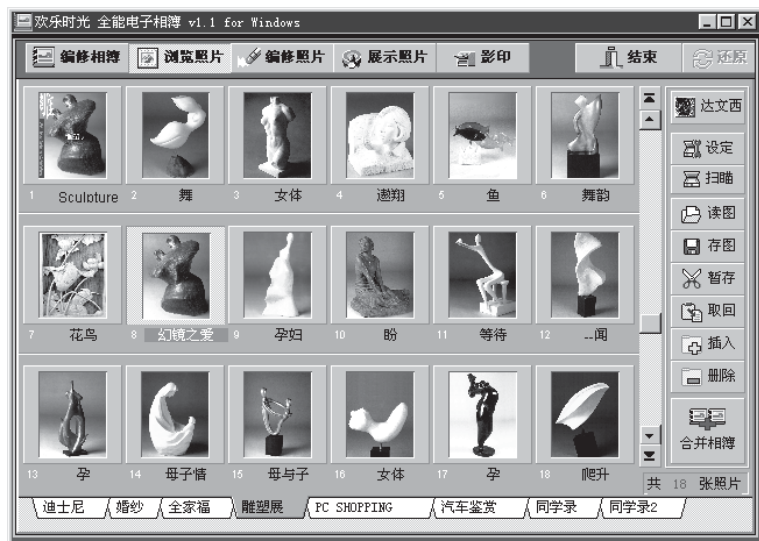 欢乐时光 全能电子相簿 v1.1 for Windows
编修相簿 浏览照片 编修照片 展示照片 影印 结束 还原
1 Sculpture 2 舞 3 女体 4 遨翔 5 鱼 6 舞韵
7 花鸟 8 幻镜之爱 9 孕妇 10 盼 11 等待 12 ..闻
13 孕 14 母子情 15 母与子 16 女体 17 孕 18 爬升
达文西
设定
扫瞄
读图
存图
暂存
取回
插入
删除
合并相簿
共 18 张照片
迪士尼 婚纱 全家福 雕塑展 PC SHOPPING 汽车鉴赏 同学录 同学录2